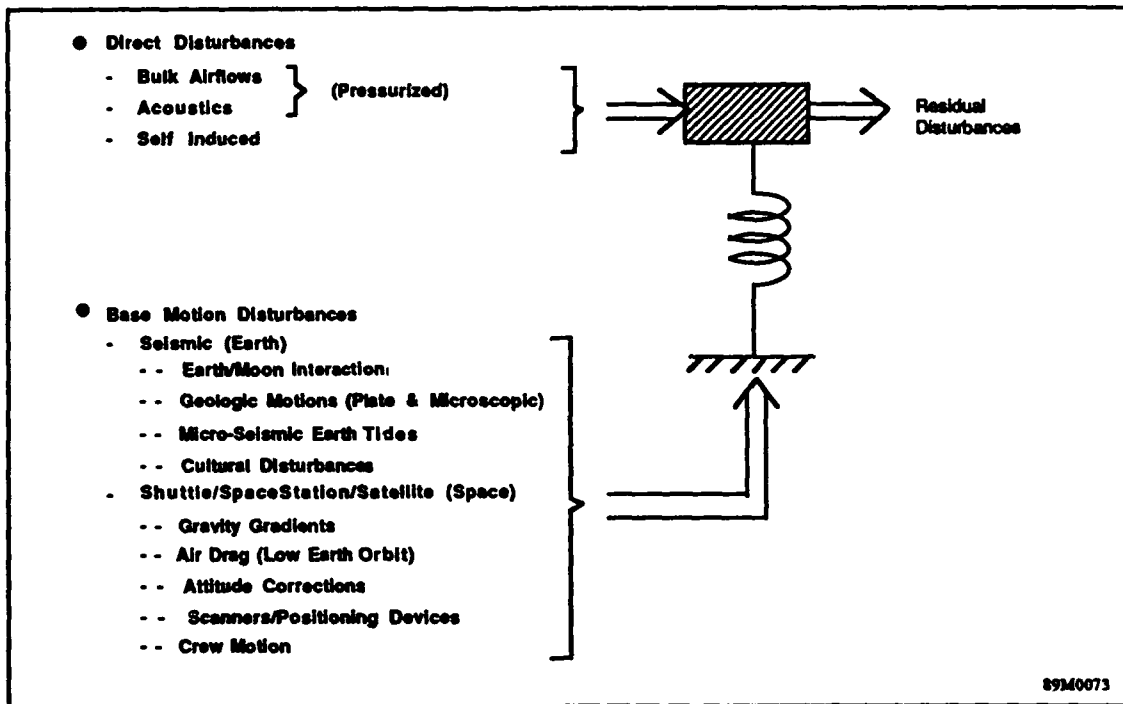 ● Direct Disturbances
- Bulk Airflows
(Pressurized)
- Acoustics
- Self Induced
Residual
Disturbances
● Base Motion Disturbances
- Seismic (Earth)
-- Earth/Moon Interaction
-- Geologic Motions (Plate & Microscopic)
-- Micro-Seismic Earth Tides
-- Cultural Disturbances
- Shuttle/SpaceStation/Satellite (Space)
-- Gravity Gradients
-- Air Drag (Low Earth Orbit)
-- Attitude Corrections
-- Scanners/Positioning Devices
-- Crew Motion
89M0073